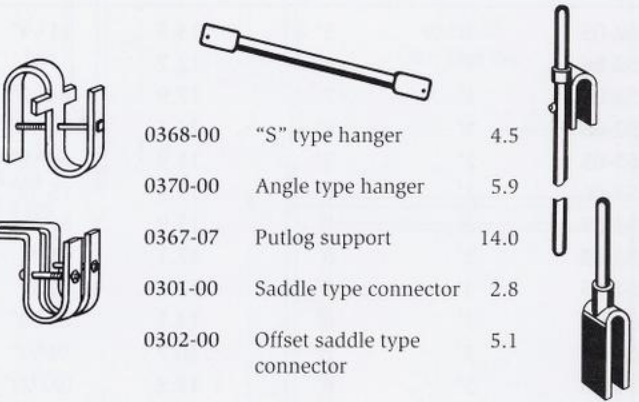 0368-00 “S” type hanger 4.5
0370-00 Angle type hanger 5.9
0367-07 Putlog support 14.0
0301-00 Saddle type connector 2.8
0302-00 Offset saddle type 5.1
connector